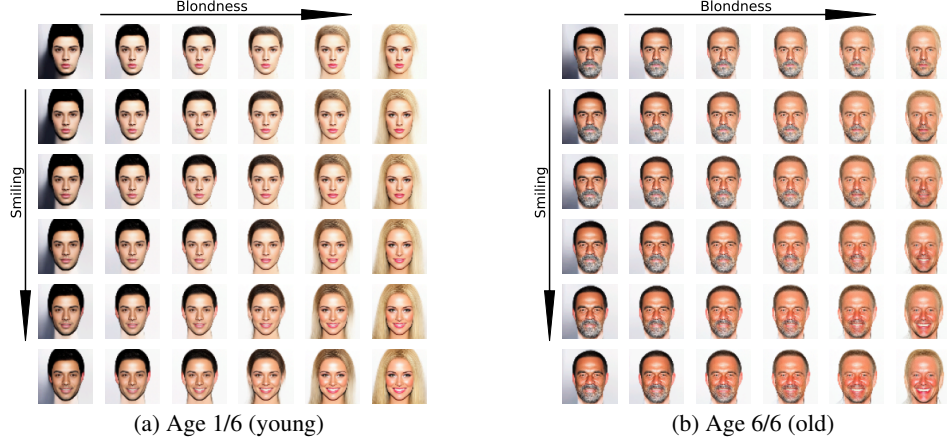 Blondness
Blondness
Smiling
Smiling
(a) Age 1/6 (young)
(b) Age 6/6 (old)